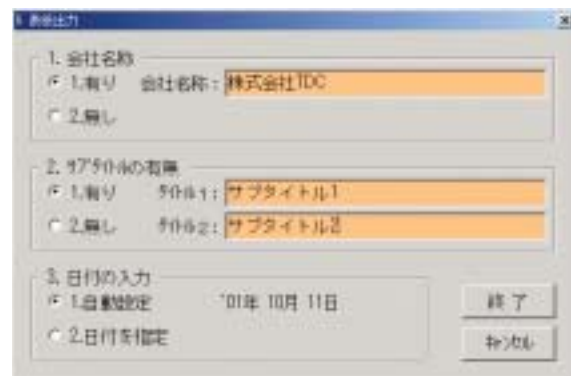 表紙出力
1. 会社名称
1.有り 会社名称: 株式会社TDC
2.無し
2. ｻﾌﾞﾀｲﾄﾙの有無
1.有り ﾀｲﾄﾙ1: サブタイトル1
2.無し ﾀｲﾄﾙ2: サブタイトル2
3. 日付の入力
1.自動設定 '01年 10月 11日
2.日付を指定
終了
ｷｬﾝｾﾙ